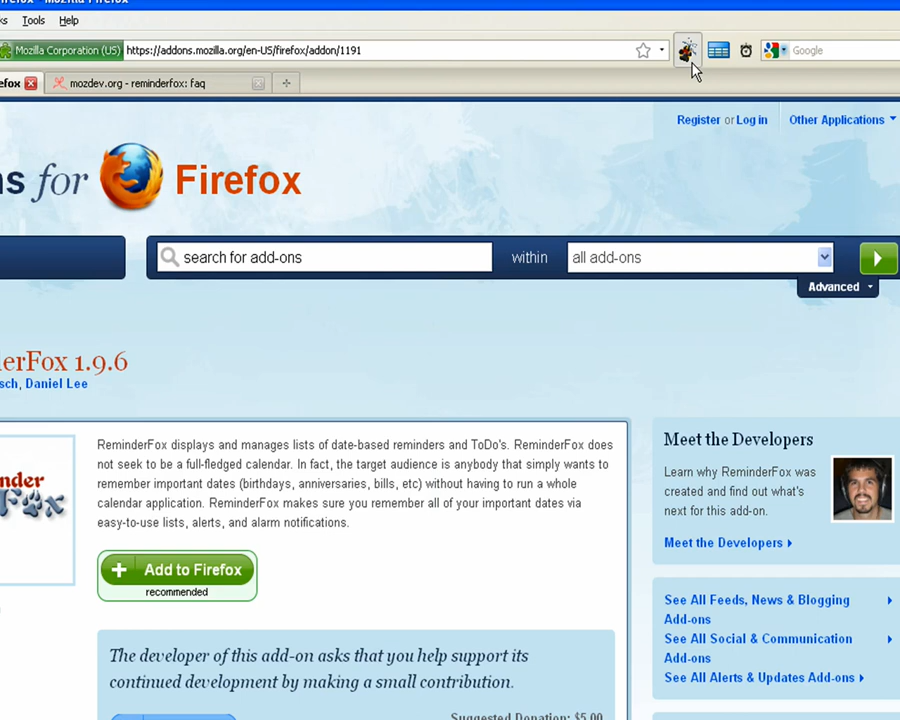 Mozilla Firefox
ks Tools Help
Mozilla Corporation (US) https://addons.mozilla.org/en-US/firefox/addon/1191 Google
efox mozdev.org - reminderfox: faq
Register or Log in Other Applications
s for Firefox
search for add-ons within all add-ons
Advanced
erFox 1.9.6
sch, Daniel Lee
ReminderFox displays and manages lists of date-based reminders and ToDo's. ReminderFox does
not seek to be a full-fledged calendar. In fact, the target audience is anybody that simply wants to
remember important dates (birthdays, anniversaries, bills, etc) without having to run a whole
calendar application. ReminderFox makes sure you remember all of your important dates via
easy-to-use lists, alerts, and alarm notifications.
nder
Fox
Add to Firefox
recommended
The developer of this add-on asks that you help support its
continued development by making a small contribution.
Suggested Donation: $5.00
Meet the Developers
Learn why ReminderFox was
created and find out what's
next for this add-on.
Meet the Developers
See All Feeds, News & Blogging
Add-ons
See All Social & Communication
Add-ons
See All Alerts & Updates Add-ons